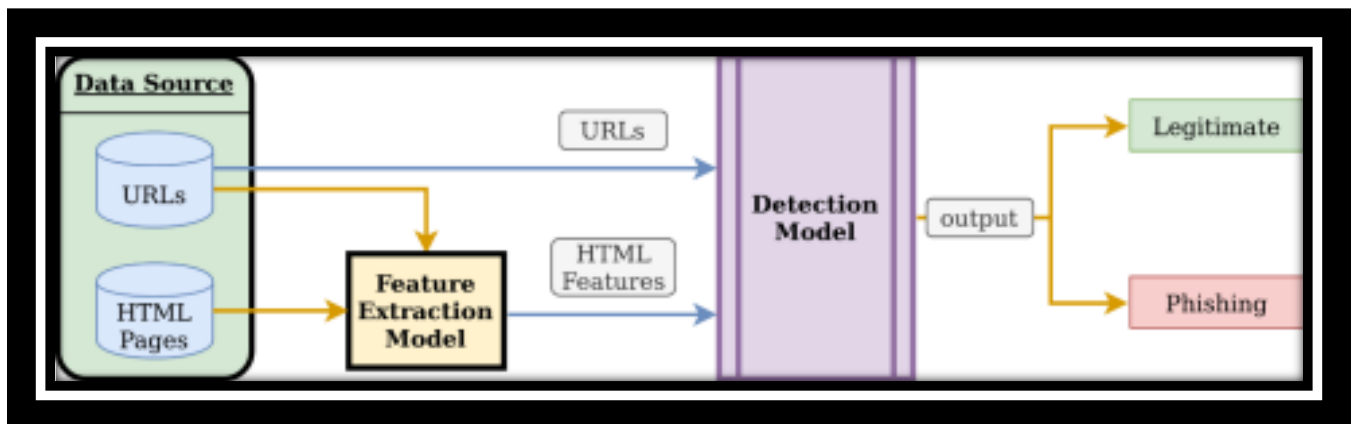 Data Source
URLs
HTML
Pages
Feature
Extraction
Model
URLs
HTML
Features
Detection
Model
output
Legitimate
Phishing